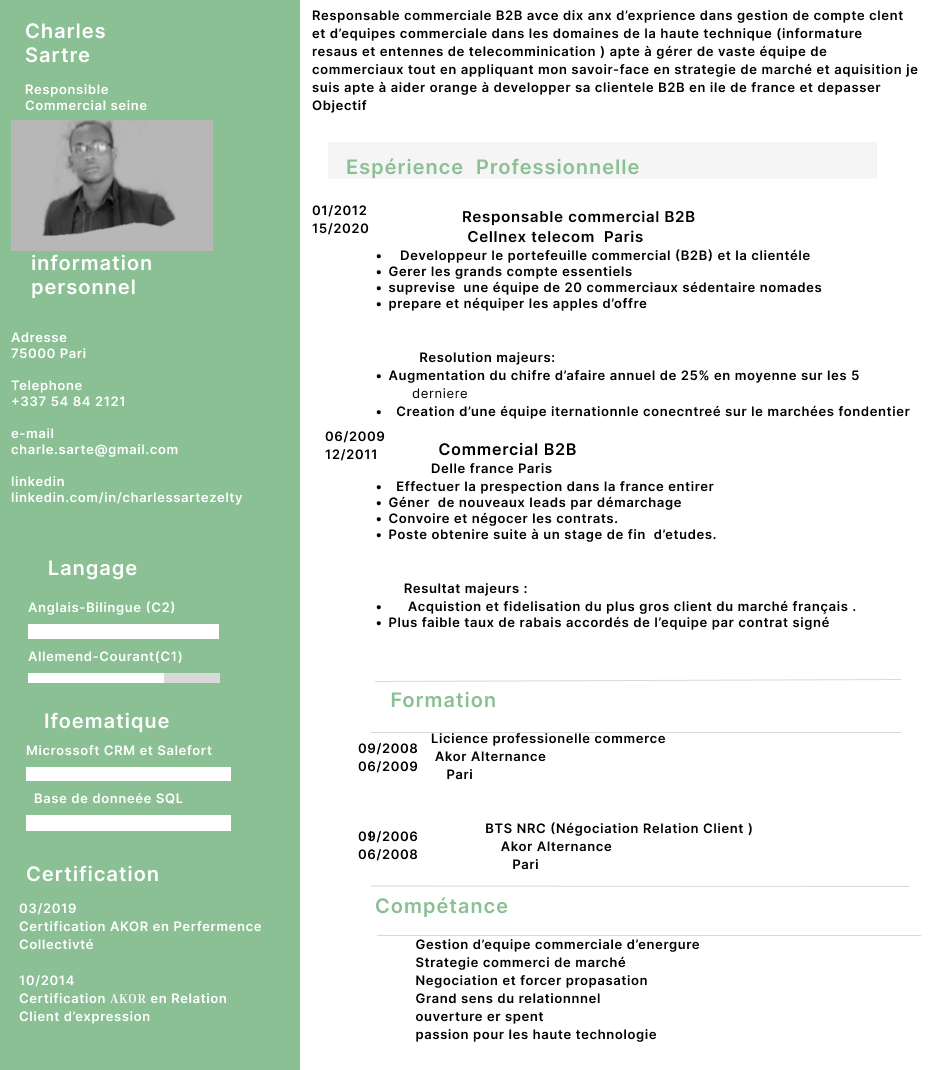 Charles
Sartre
Responsible
Commercial seine
information
personnel
Adresse
75000 Pari
Telephone
+337 54 84 2121
e-mail
charle.sarte@gmail.com
linkedin
linkedin.com/in/charlessartezelty
Langage
Anglais-Bilingue (C2)
Allemend-Courant(C1)
Ifoematique
Microssoft CRM et Salefort
Base de donneée SQL
Certification
03/2019
Certification AKOR en Perfermence
Collectivté
10/2014
Certification AKOR en Relation
Client d’expression
Responsable commerciale B2B avce dix anx d’exprience dans gestion de compte clent
et d’equipes commerciale dans les domaines de la haute technique (informature
resaus et entennes de telecomminication ) apte à gérer de vaste équipe de
commerciaux tout en appliquant mon savoir-face en strategie de marché et aquisition je
suis apte à aider orange à developper sa clientele B2B en ile de france et depasser
Objectif
Espérience Professionnelle
01/2012
15/2020
Responsable commercial B2B
Cellnex telecom Paris
• Developpeur le portefeuille commercial (B2B) et la clientéle
• Gerer les grands compte essentiels
• suprevise une équipe de 20 commerciaux sédentaire nomades
• prepare et néquiper les apples d’offre
Resolution majeurs:
• Augmentation du chifre d’afaire annuel de 25% en moyenne sur les 5
derniere
• Creation d’une équipe iternationnle conecntreé sur le marchées fondentier
06/2009
12/2011
Commercial B2B
Delle france Paris
• Effectuer la prespection dans la france entirer
• Géner de nouveaux leads par démarchage
• Convoire et négocer les contrats.
• Poste obtenire suite à un stage de fin d’etudes.
Resultat majeurs :
• Acquistion et fidelisation du plus gros client du marché français .
• Plus faible taux de rabais accordés de l’equipe par contrat signé
Formation
09/2008
06/2009
Licience professionelle commerce
Akor Alternance
Pari
09/2006
06/2008
BTS NRC (Négociation Relation Client )
Akor Alternance
Pari
Compétance
Gestion d’equipe commerciale d’energure
Strategie commerci de marché
Negociation et forcer propasation
Grand sens du relationnnel
ouverture er spent
passion pour les haute technologie